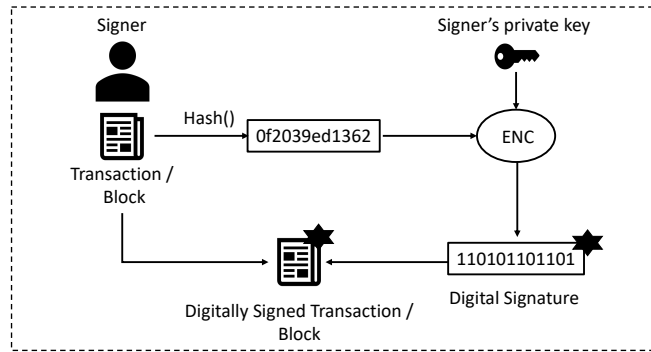 Signer
Signer’s private key
Hash()
0f2039ed1362
ENC
Transaction /
Block
110101101101
Digital Signature
Digitally Signed Transaction /
Block